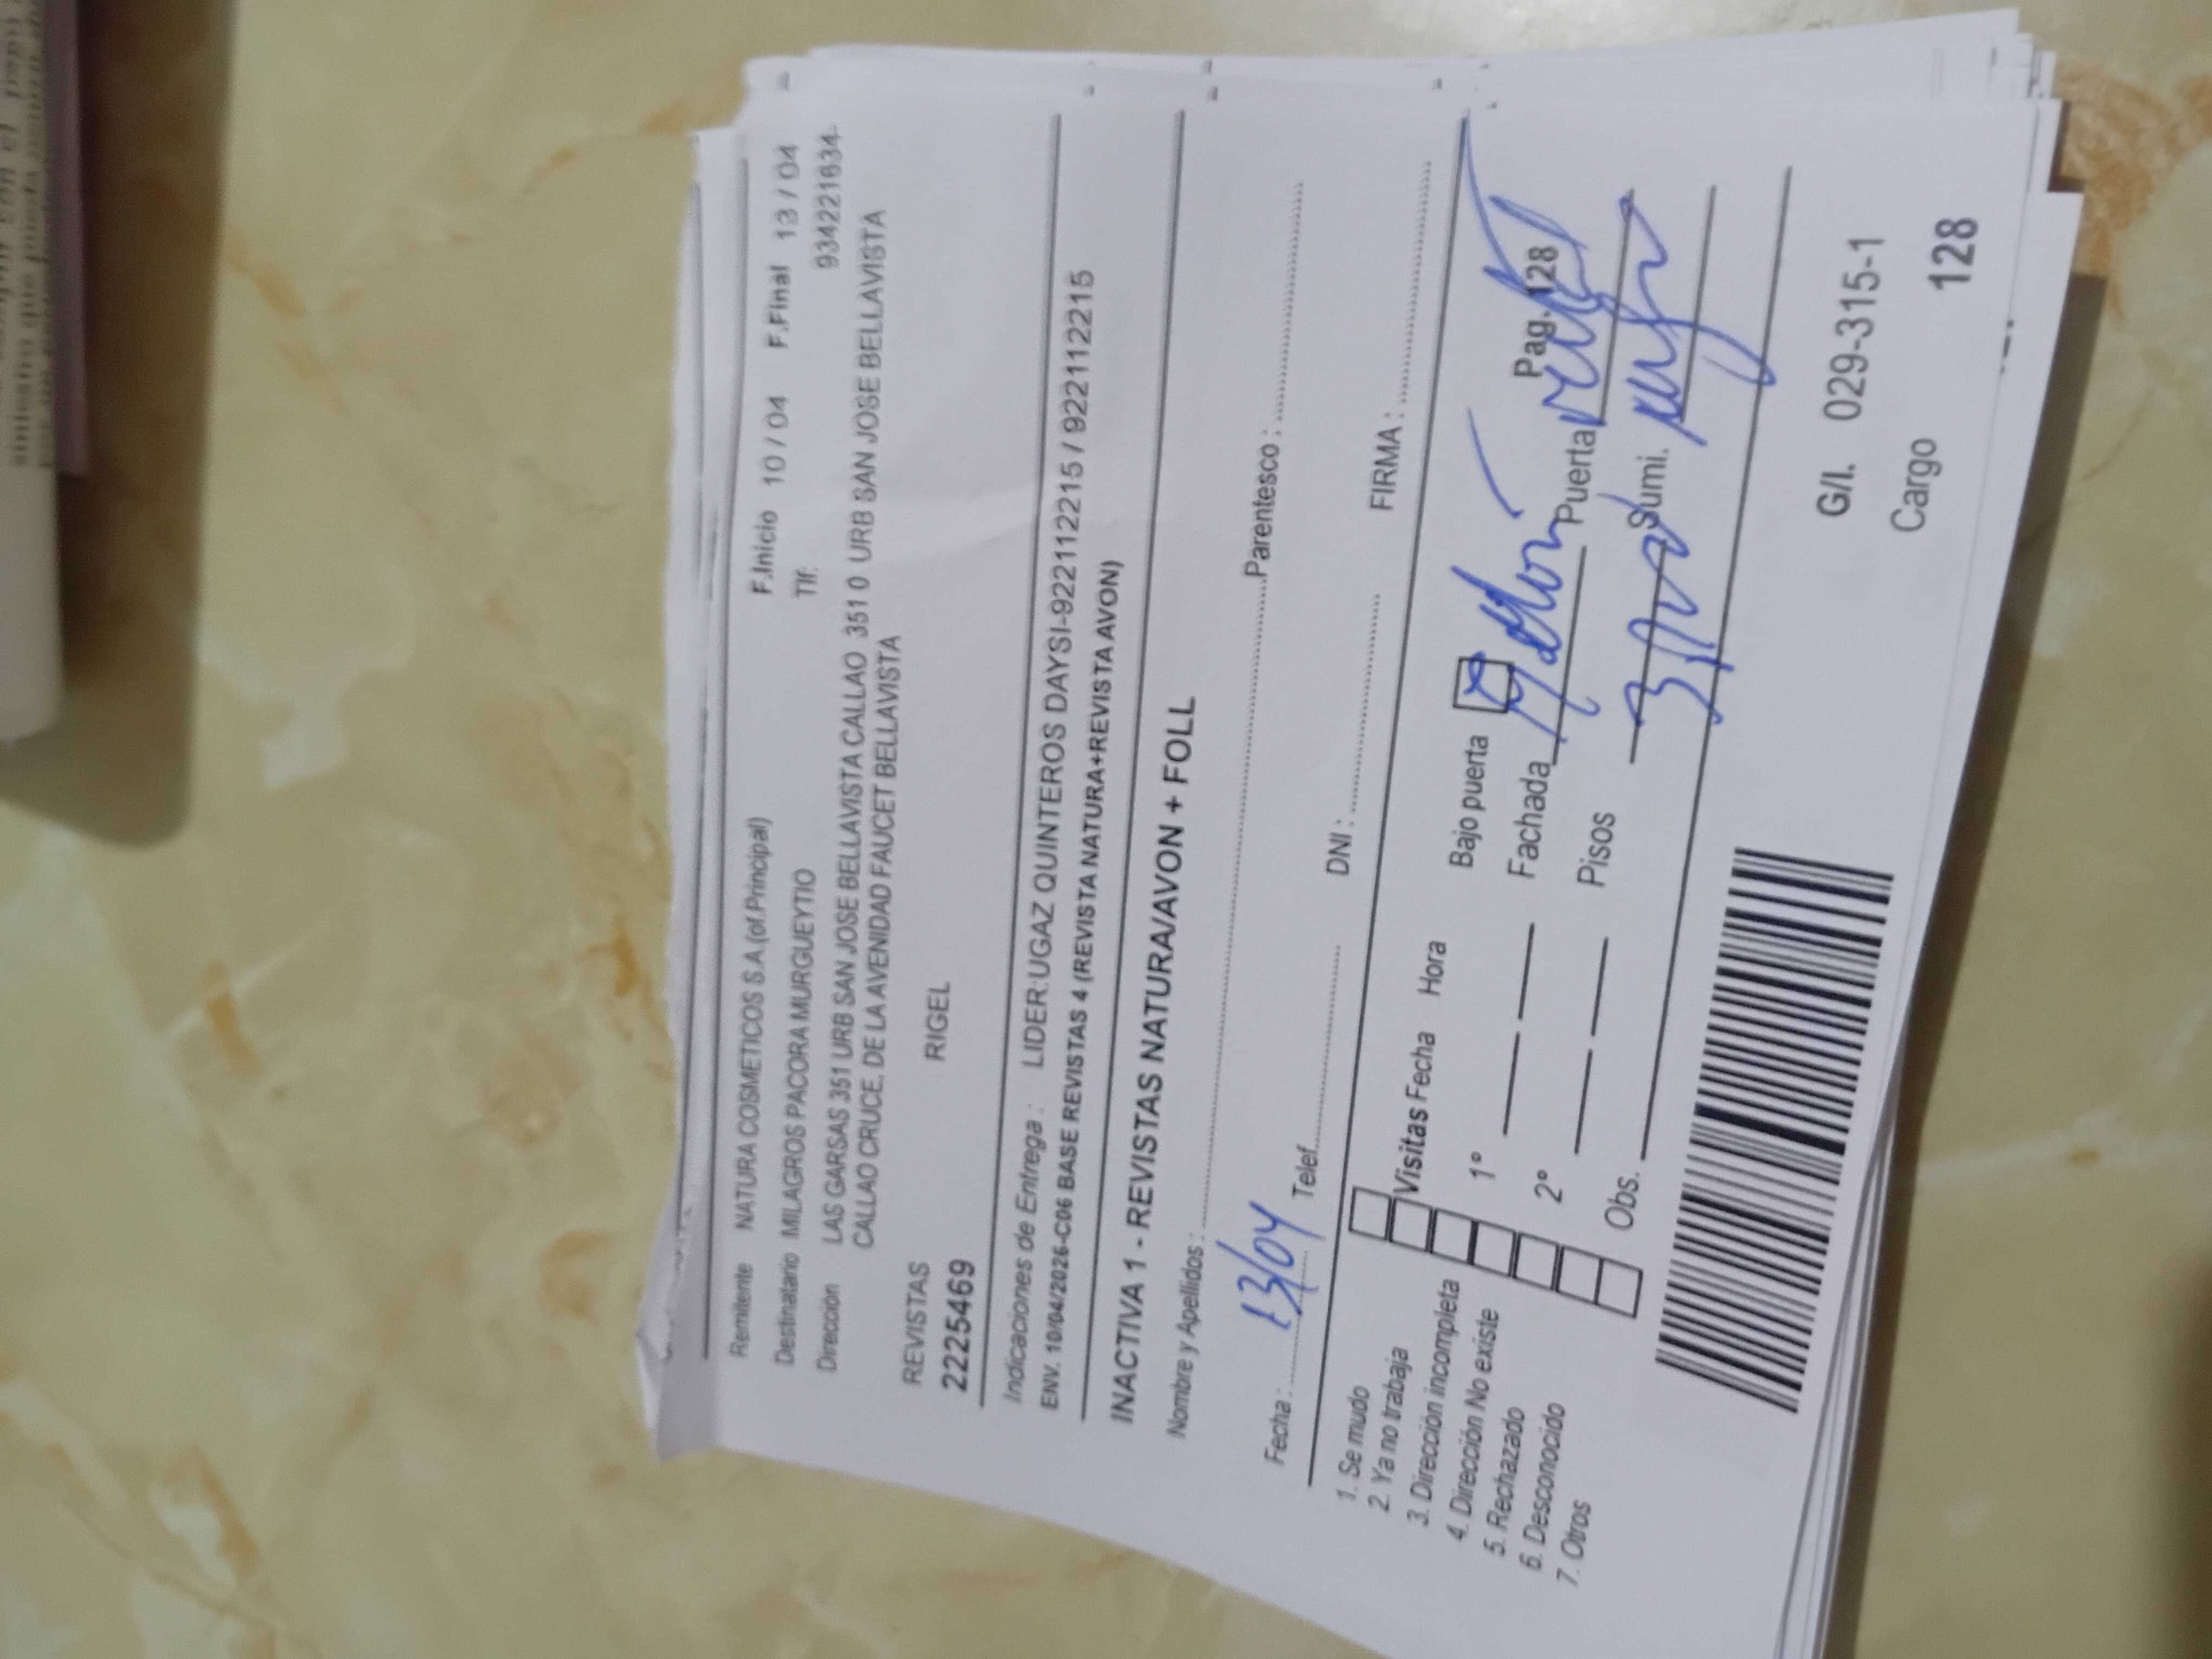 Remitente NATURA COSMETICOS S.A.(of.Principal) F.Inicio 10 / 04 F.Final 13 / 04
Destinatario MILAGROS PACORA MURGUEYTIO Tlf. 934221634
Dirección LAS GARSAS 351 URB SAN JOSE BELLAVISTA CALLAO 351 0 URB SAN JOSE BELLAVISTA
CALLAO CRUCE. DE LA AVENIDAD FAUCET BELLAVISTA
REVISTAS RIGEL
2225469
Indicaciones de Entrega : LIDER:UGAZ QUINTEROS DAYSI-922112215 / 922112215
ENV. 10/04/2026-C06 BASE REVISTAS 4 (REVISTA NATURA+REVISTA AVON)
INACTIVA 1 - REVISTAS NATURA/AVON + FOLL
Nombre y Apellidos : Parentesco :
Fecha : 13/04 Telef. DNI : FIRMA :
1. Se mudo
2. Ya no trabaja
3. Dirección incompleta
4. Dirección No existe
5. Rechazado
6. Desconocido
7. Otros
Visitas Fecha Hora
1°
2°
Obs.
Bajo puerta Pag. 128
Fachada Puerta
Pisos 3 Sumi.
G/I. 029-315-1
Cargo 128